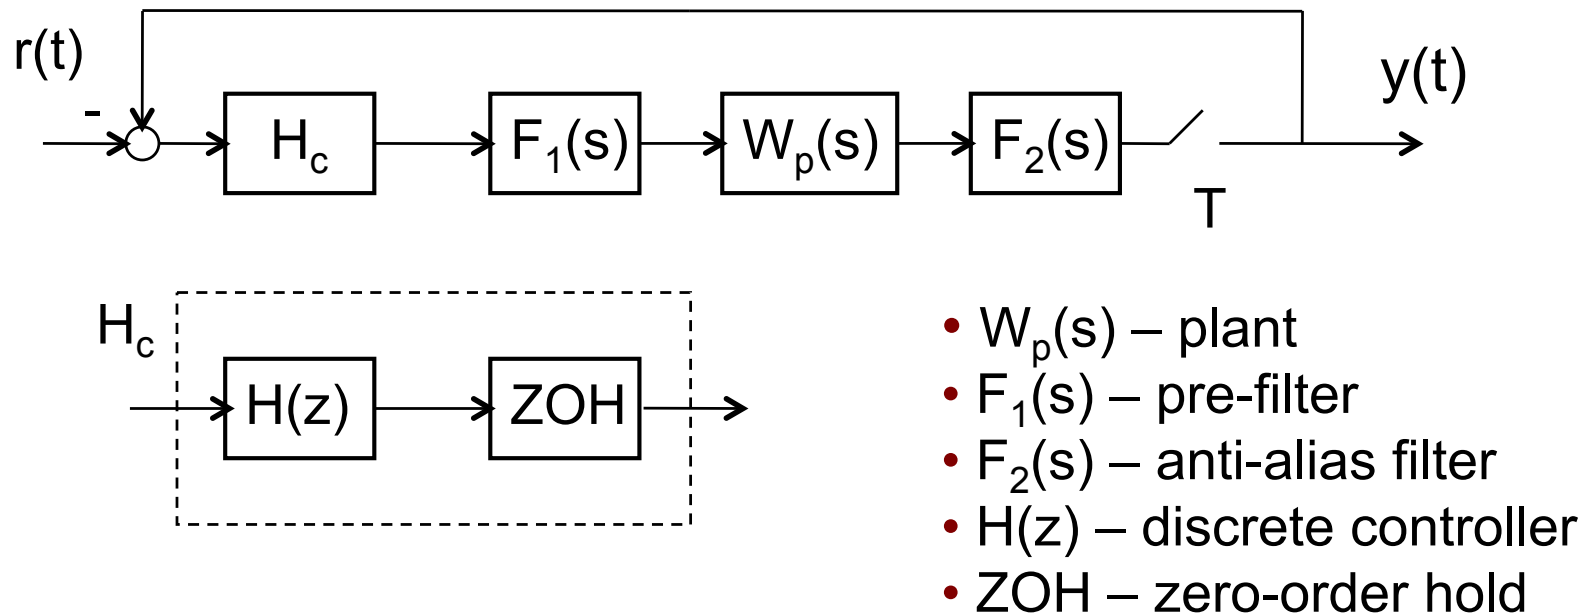 r(t)
-
H_c
F_1(s)
W_p(s)
F_2(s)
T
y(t)
H_c
H(z)
ZOH
• W_p(s) – plant
• F_1(s) – pre-filter
• F_2(s) – anti-alias filter
• H(z) – discrete controller
• ZOH – zero-order hold